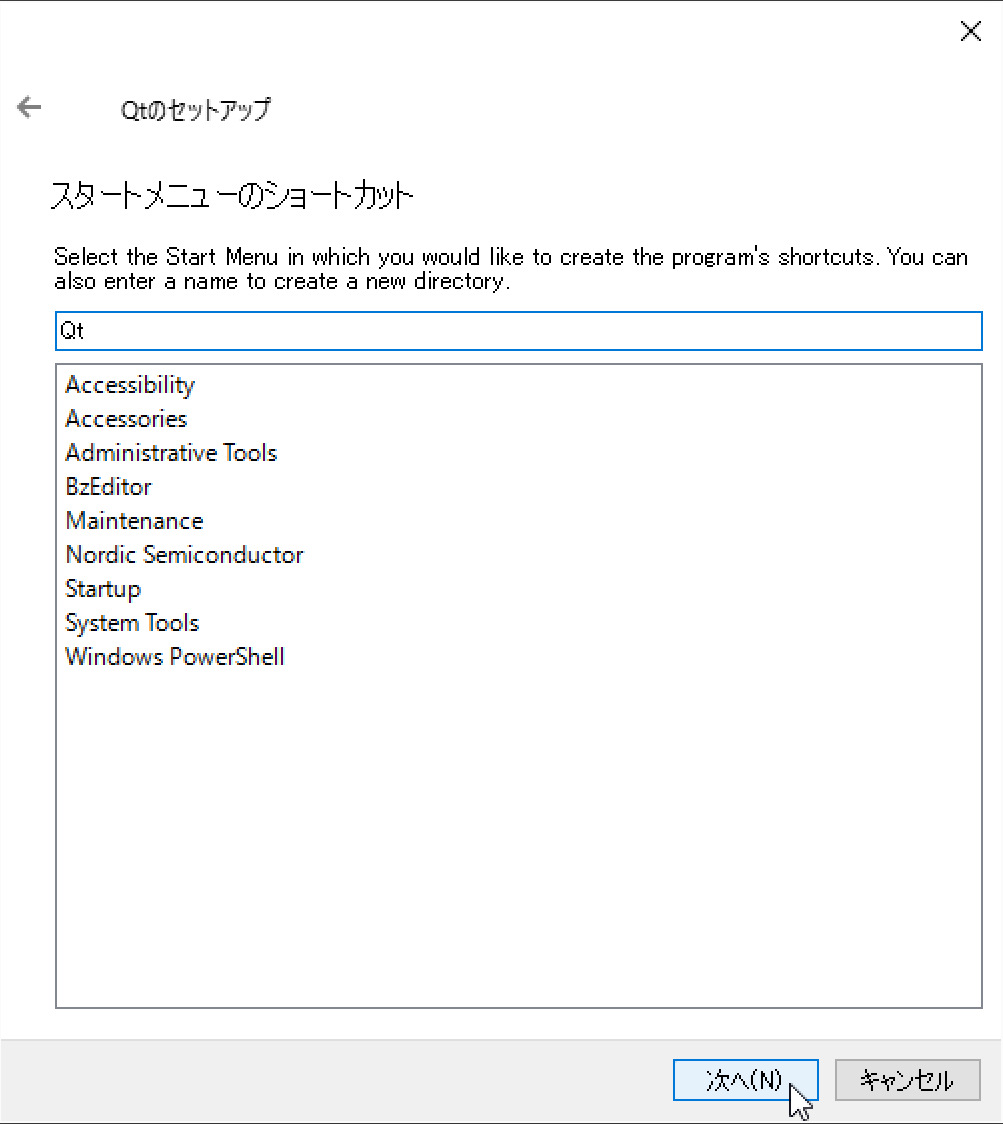 Qtのセットアップ
スタートメニューのショートカット
Select the Start Menu in which you would like to create the program's shortcuts. You can
also enter a name to create a new directory.
Qt
Accessibility
Accessories
Administrative Tools
BzEditor
Maintenance
Nordic Semiconductor
Startup
System Tools
Windows PowerShell
次へ(N)
キャンセル